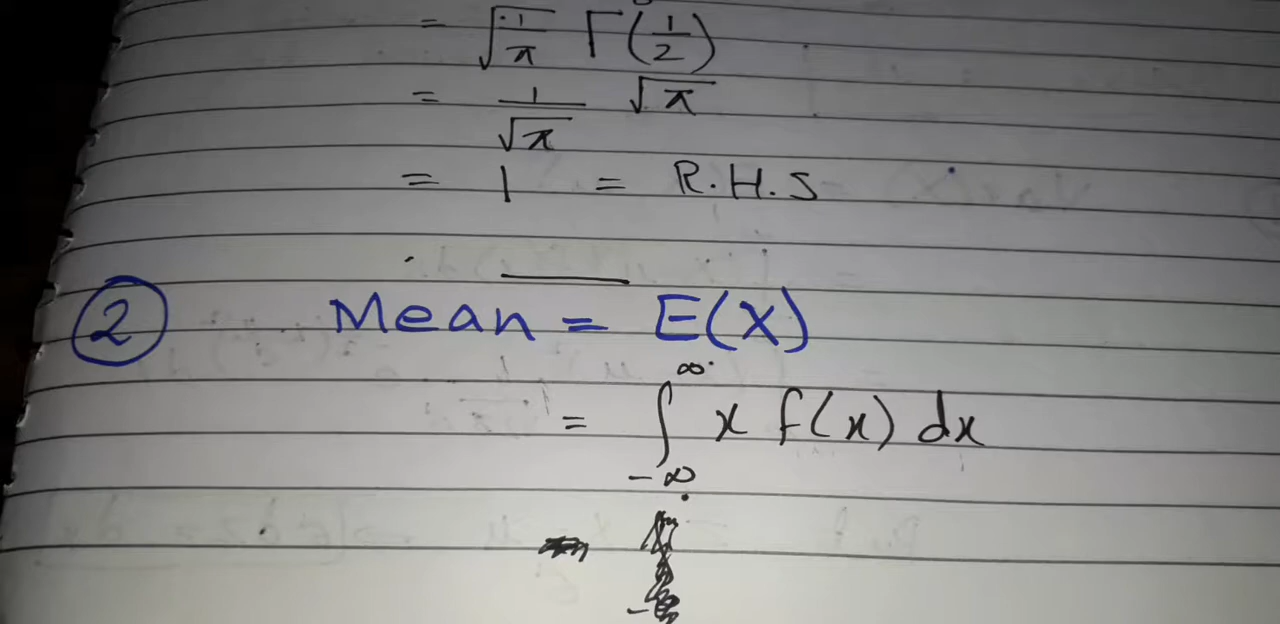 = √(1/π) Γ(1/2)
= 1/√π √π
= 1 = R.H.S
② Mean = E(X)
= ∫_{-∞}^{∞} x f(x) dx